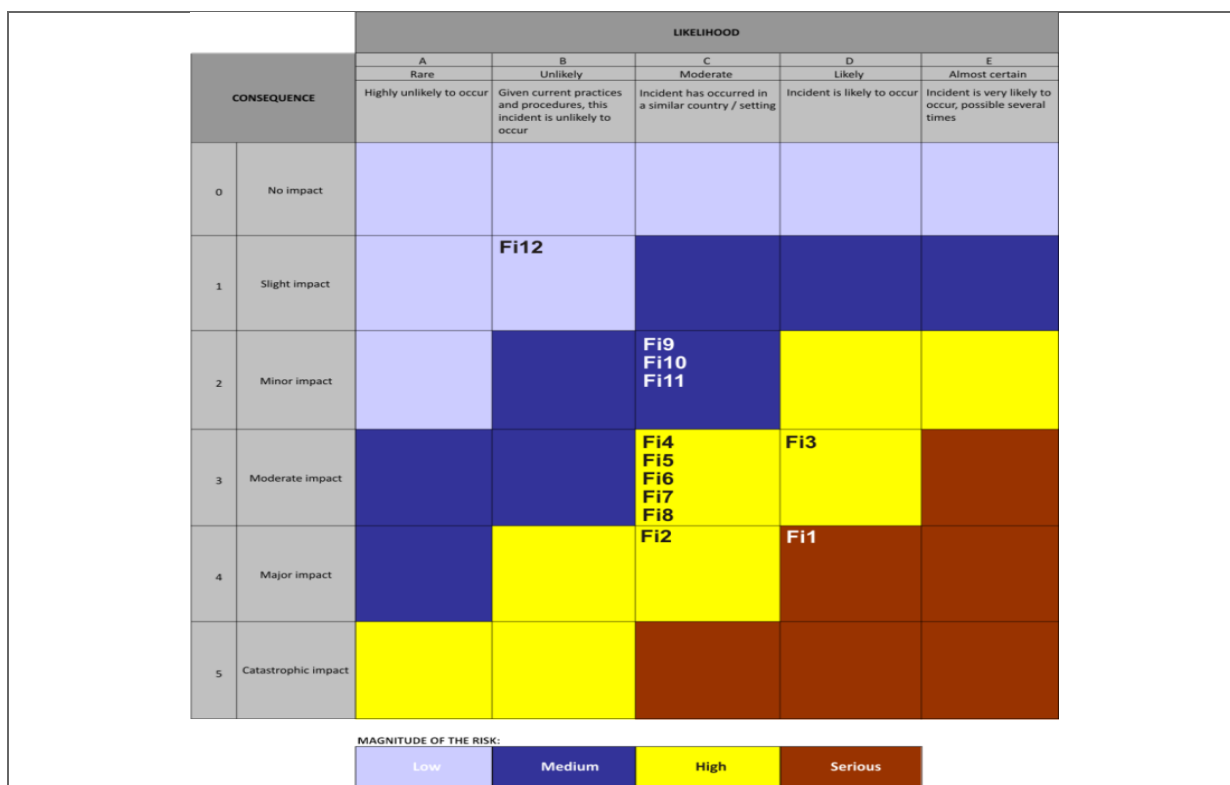 LIKELIHOOD
CONSEQUENCE
A
B
C
D
E
Rare
Unlikely
Moderate
Likely
Almost certain
Highly unlikely to occur
Given current practices
and procedures, this
incident is unlikely to
occur
Incident has occurred in
a similar country / setting
Incident is likely to occur
Incident is very likely to
occur, possible several
times
0
No impact
1
Slight impact
Fi12
2
Minor impact
Fi9
Fi10
Fi11
3
Moderate impact
Fi4
Fi5
Fi6
Fi7
Fi8
Fi3
4
Major impact
Fi2
Fi1
5
Catastrophic impact
MAGNITUDE OF THE RISK:
Low
Medium
High
Serious